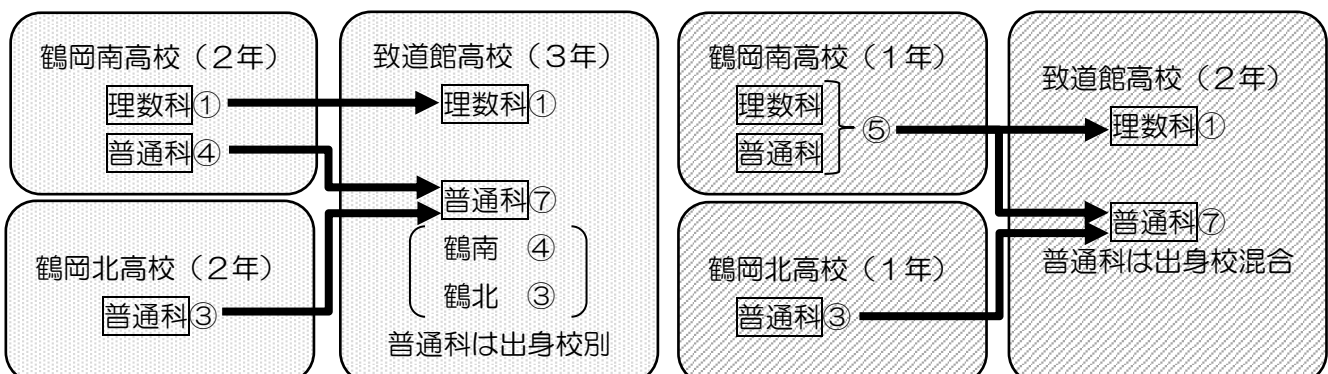 鶴岡南高校(2年)
理数科①
普通科④
鶴岡北高校(2年)
普通科③
致道館高校(3年)
理数科①
普通科⑦
鶴南 ④
鶴北 ③
普通科は出身校別
鶴岡南高校(1年)
理数科
普通科
⑤
鶴岡北高校(1年)
普通科③
致道館高校(2年)
理数科①
普通科⑦
普通科は出身校混合